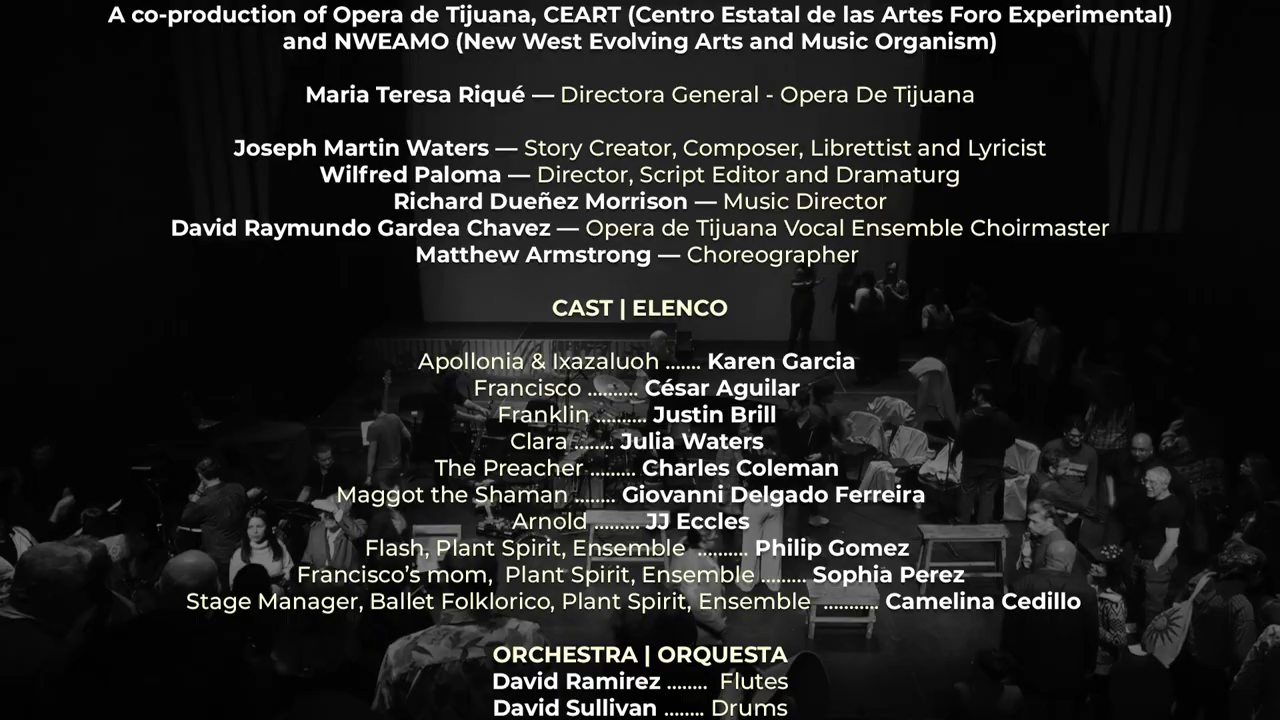 A co-production of Opera de Tijuana, CEART (Centro Estatal de las Artes Foro Experimental)
and NWEAMO (New West Evolving Arts and Music Organism)
Maria Teresa Riqué — Directora General - Opera De Tijuana
Joseph Martin Waters — Story Creator, Composer, Librettist and Lyricist
Wilfred Paloma — Director, Script Editor and Dramaturg
Richard Dueñez Morrison — Music Director
David Raymundo Gardea Chavez — Opera de Tijuana Vocal Ensemble Choirmaster
Matthew Armstrong — Choreographer
CAST | ELENCO
Apollonia & Ixazaluoh ....... Karen Garcia
Francisco ......... César Aguilar
Franklin ......... Justin Brill
Clara ....... Julia Waters
The Preacher ........ Charles Coleman
Maggot the Shaman ....... Giovanni Delgado Ferreira
Arnold ........ JJ Eccles
Flash, Plant Spirit, Ensemble ......... Philip Gomez
Francisco's mom, Plant Spirit, Ensemble ........ Sophia Perez
Stage Manager, Ballet Folklorico, Plant Spirit, Ensemble .......... Camelina Cedillo
ORCHESTRA | ORQUESTA
David Ramirez ....... Flutes
David Sullivan ....... Drums